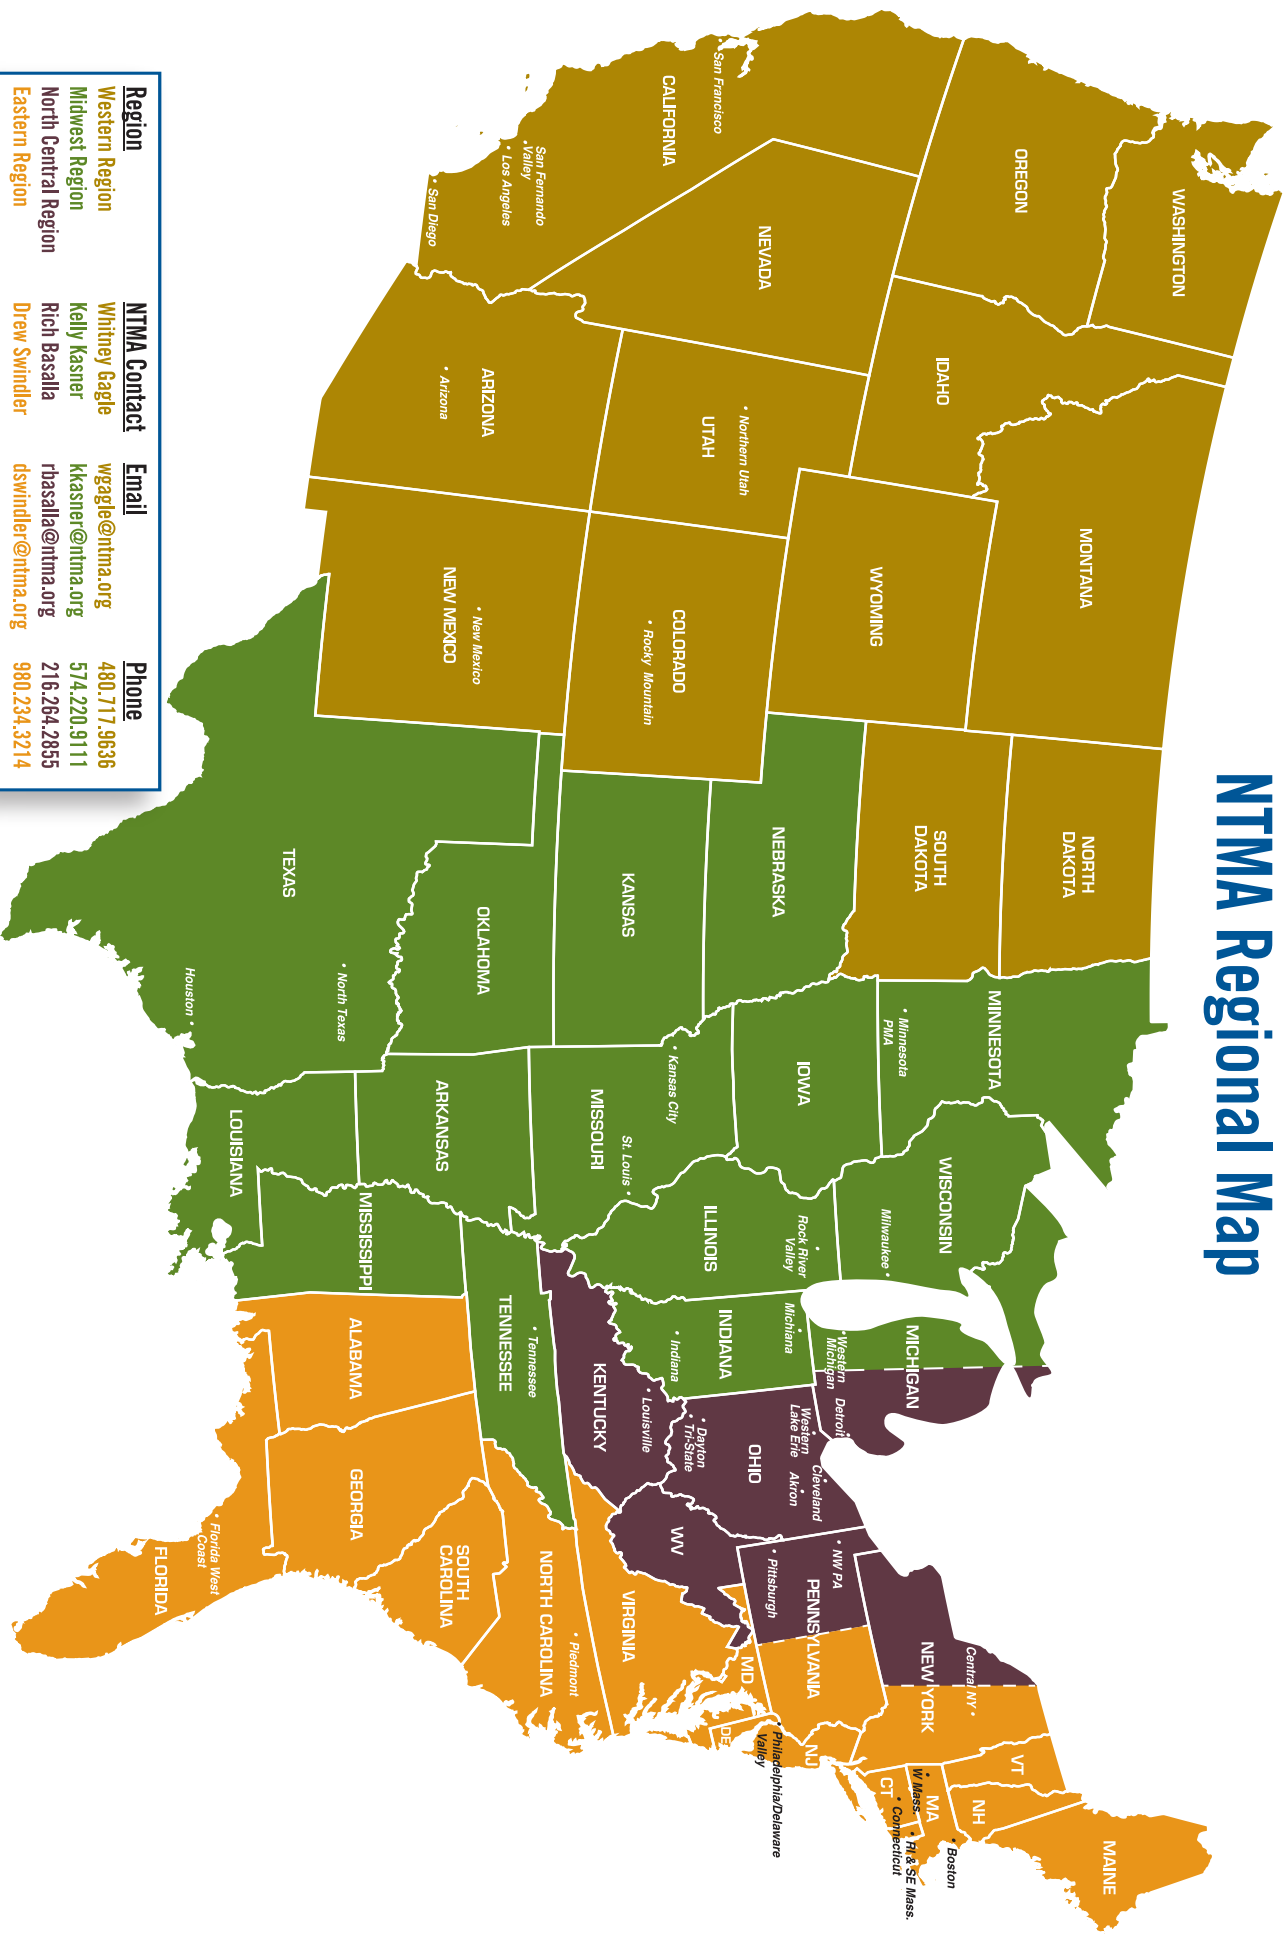 NTMA Regional Map
WASHINGTON
OREGON
CALIFORNIA
• San Francisco
San Fernando
• Valley
• Los Angeles
• San Diego
NEVADA
IDAHO
MONTANA
WYOMING
UTAH
• Northern Utah
ARIZONA
• Arizona
COLORADO
• Rocky Mountain
NEW MEXICO
• New Mexico
NORTH
DAKOTA
SOUTH
DAKOTA
NEBRASKA
KANSAS
OKLAHOMA
TEXAS
• North Texas
Houston •
MINNESOTA
• Minnesota
PMA
IOWA
MISSOURI
• Kansas City
St. Louis •
ARKANSAS
LOUISIANA
WISCONSIN
Milwaukee •
ILLINOIS
Rock River
Valley
MISSISSIPPI
MICHIGAN
• Western
Michigan
Detroit •
INDIANA
Michiana
• Indiana
OHIO
Western
Lake Erie
Cleveland
Akron
• Dayton
• Tri-State
KENTUCKY
• Louisville
TENNESSEE
• Tennessee
WV
ALABAMA
GEORGIA
FLORIDA
• Florida West
Coast
SOUTH
CAROLINA
NORTH CAROLINA
• Piedmont
VIRGINIA
PENNSYLVANIA
• NW PA
• Pittsburgh
NEW YORK
Central NY •
MD
DE
NJ
• Philadelphia/Delaware
Valley
VT
NH
MAINE
MA
• W Mass.
CT
• Connecticut
• RI & SE Mass.
• Boston
Region NTMA Contact Email Phone
Western Region Whitney Gagle wgagle@ntma.org 480.717.9636
Midwest Region Kelly Kasner kkasner@ntma.org 574.220.9111
North Central Region Rich Basalla rbasalla@ntma.org 216.264.2855
Eastern Region Drew Swindler dswindler@ntma.org 980.234.3214